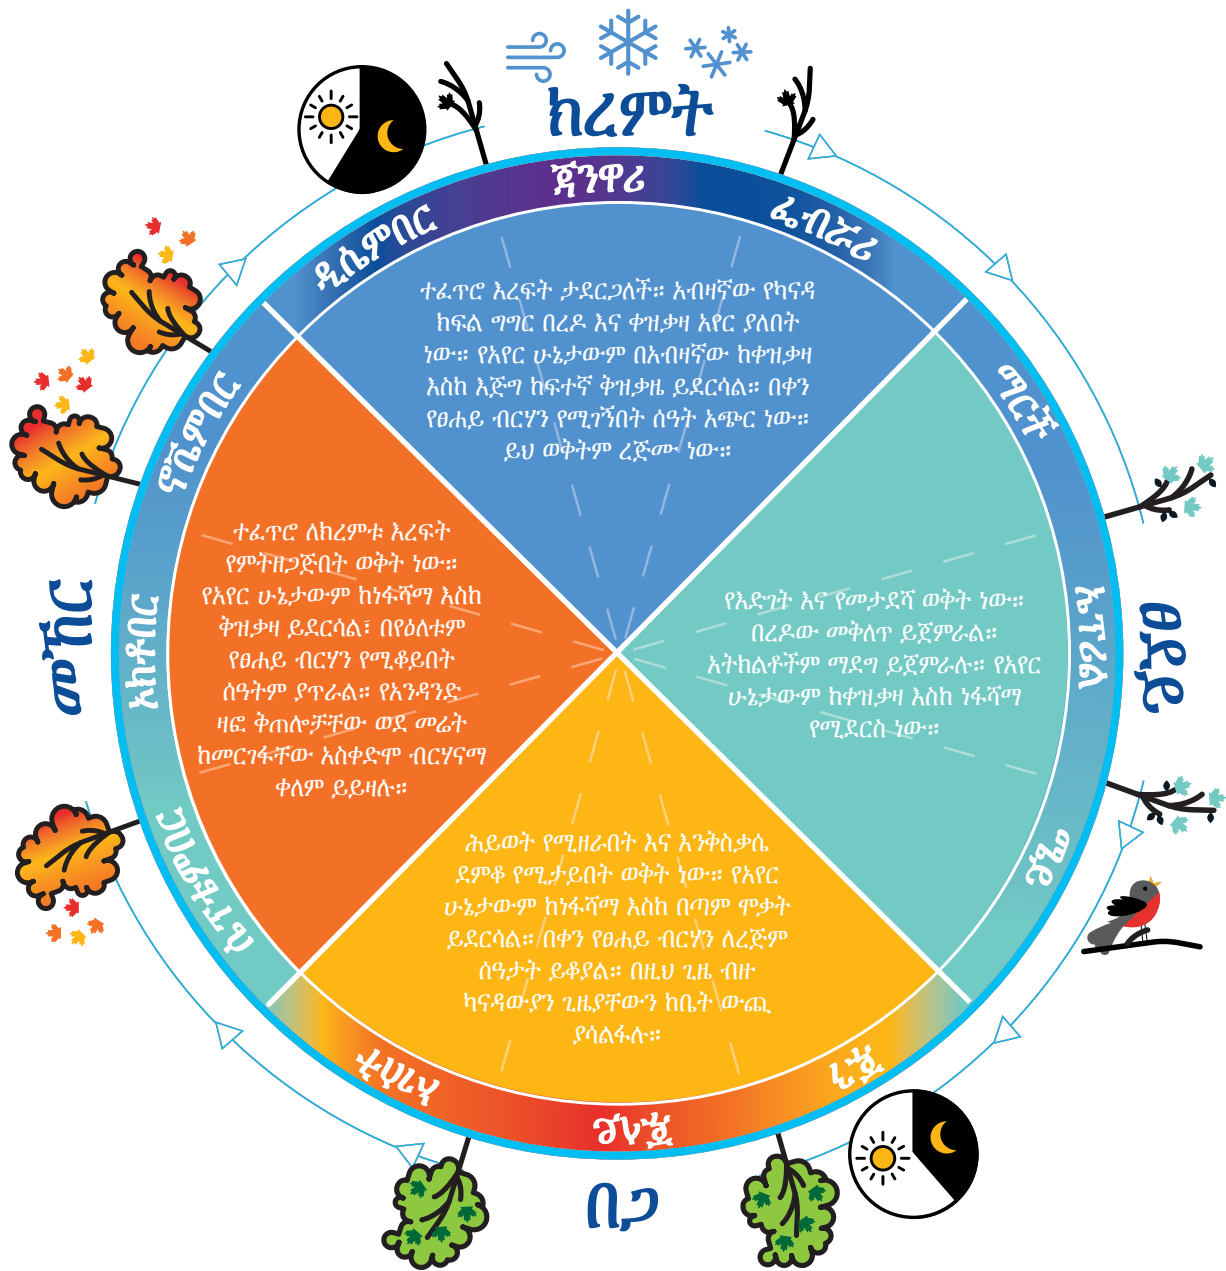 ክረምት
ጃንዋሪ
ፌብሯሪ
ዲሴምበር
ተፈጥሮ እረፍት ታደርጋለች። አብዛኛው የካናዳ
ክፍል ግግር በረዶ እና ቀዝቃዛ አየር ያለበት
ነው። የአየር ሁኔታውም በአብዛኛው ከቀዝቃዛ
እስከ እጅግ ከፍተኛ ቅዝቃዜ ይደርሳል። በቀን
የፀሐይ ብርሃን የሚገኝበት ሰዓት አጭር ነው።
ይህ ወቅትም ረጅሙ ነው።
ፀደይ
ማርች
ኤፕሪል
ሜይ
የእድገት እና የመታደሻ ወቅት ነው።
በረዶው መቅለጥ ይጀምራል።
አትክልቶችም ማደግ ይጀምራሉ። የአየር
ሁኔታውም ከቀዝቃዛ እስከ ነፋሻማ
የሚደርስ ነው።
በጋ
ጁን
ጁላይ
ኦገስት
ሕይወት የሚዘራበት እና እንቅስቃሴ
ደምቆ የሚታይበት ወቅት ነው። የአየር
ሁኔታውም ከነፋሻማ እስከ በጣም ሞቃት
ይደርሳል። በቀን የፀሐይ ብርሃን ለረጅም
ሰዓታት ይቆያል። በዚህ ጊዜ ብዙ
ካናዳውያን ጊዜያቸውን ከቤት ውጪ
ያሳልፋሉ።
መኸር
ሴፕቴምበር
ኦክቶበር
ኖቬምበር
ተፈጥሮ ለክረምቱ እረፍት
የምትዘጋጅበት ወቅት ነው።
የአየር ሁኔታውም ከነፋሻማ እስከ
ቅዝቃዛ ይደርሳል፣ በየዕለቱም
የፀሐይ ብርሃን የሚቆይበት
ሰዓትም ያጥራል። የአንዳንድ
ዛፎ ቅጠሎቻቸው ወደ መሬት
ከመርገፋቸው አስቀድሞ ብርሃናማ
ቀለም ይይዛሉ።